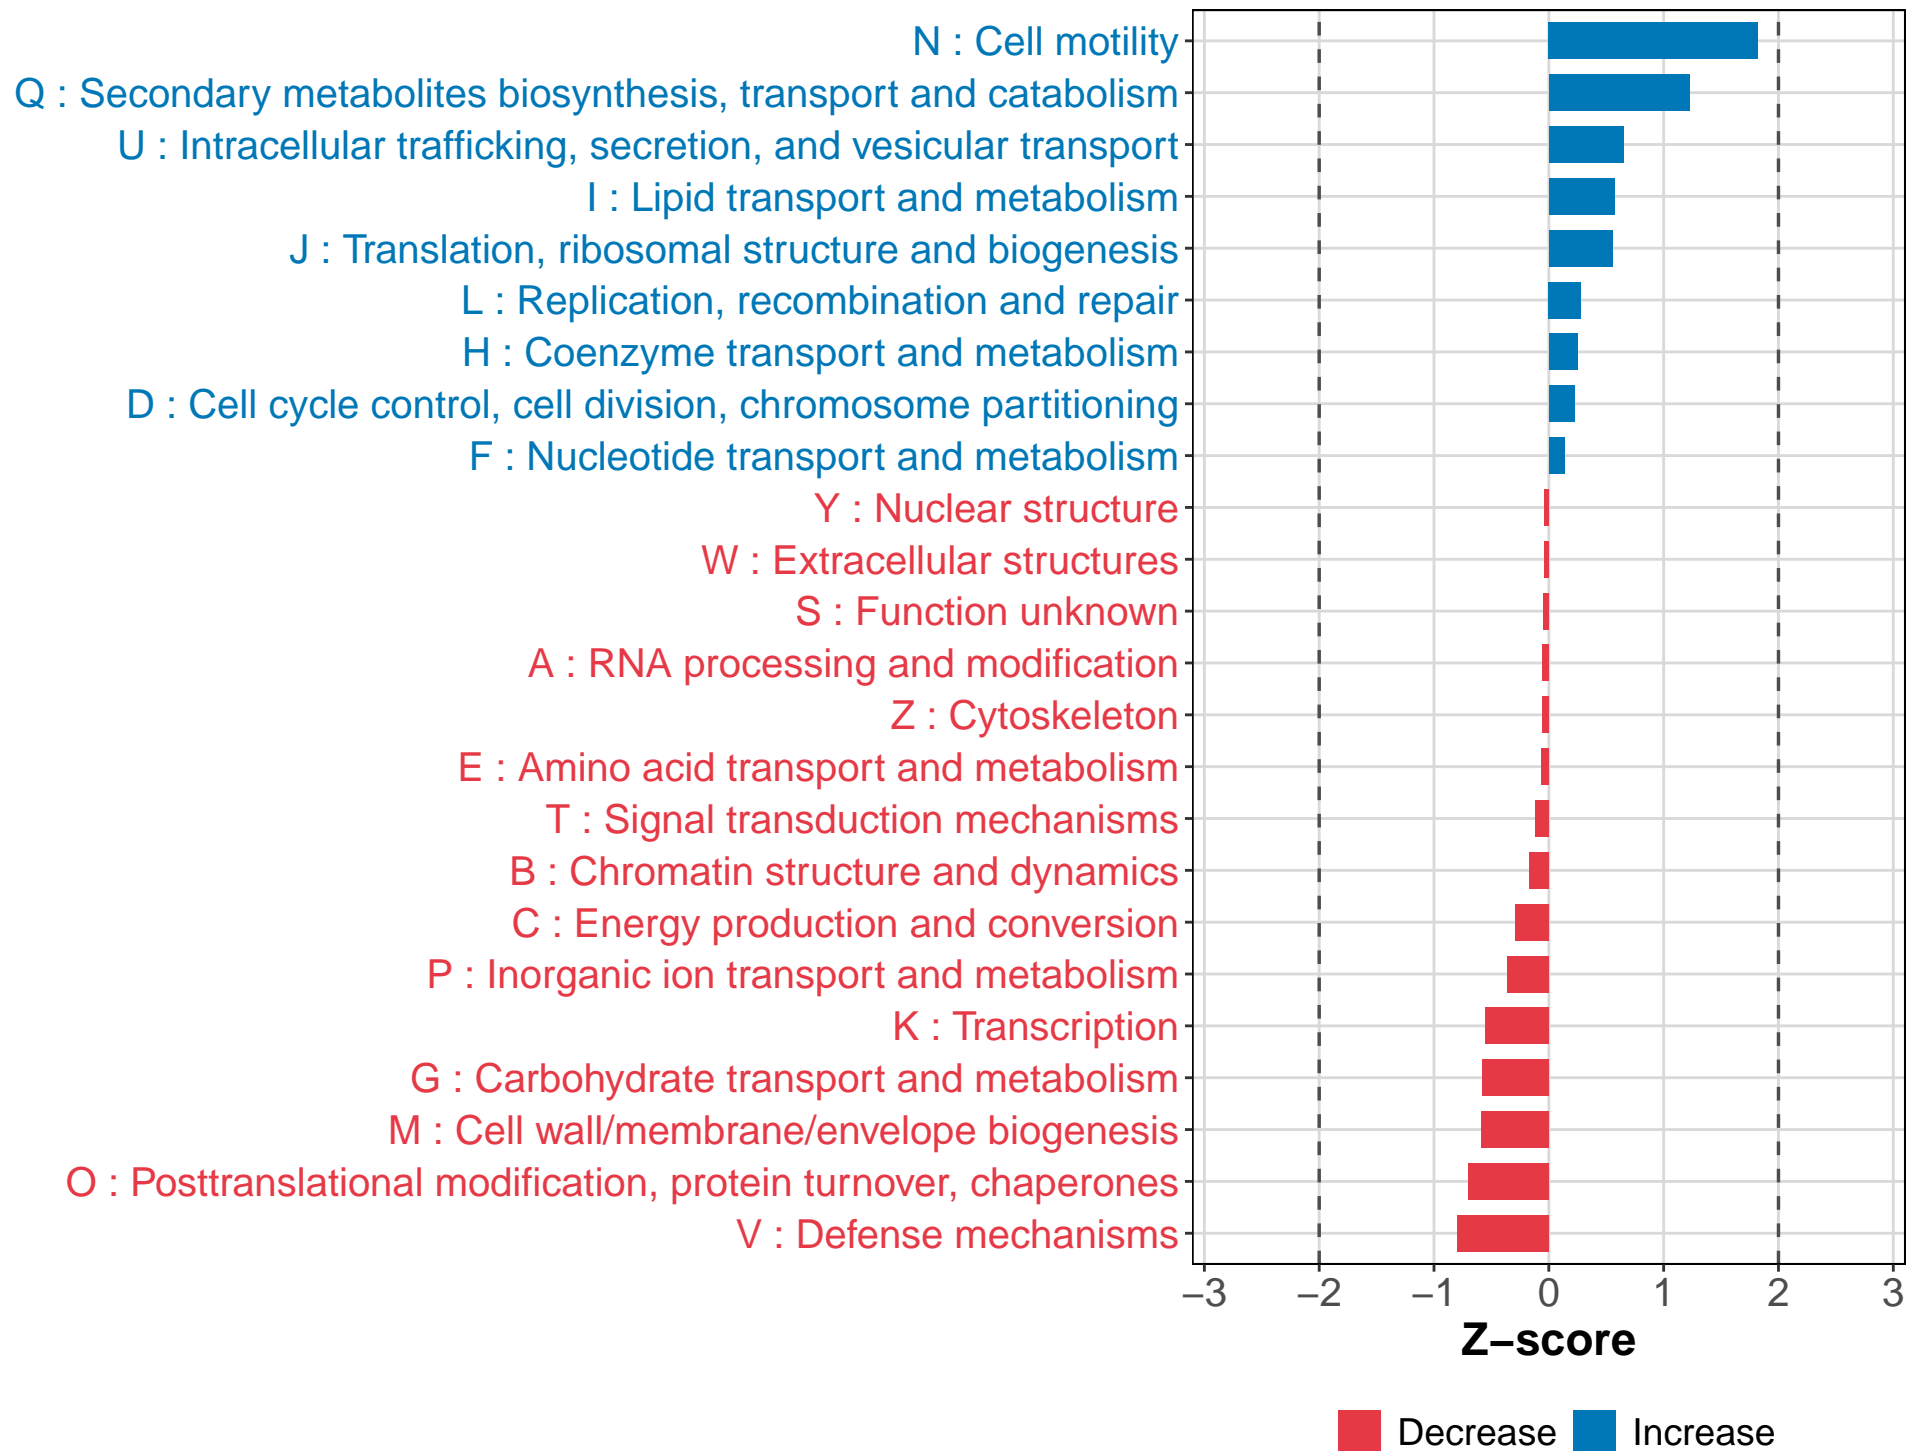 N : Cell motility
Q : Secondary metabolites biosynthesis, transport and catabolism
U : Intracellular trafficking, secretion, and vesicular transport
I : Lipid transport and metabolism
J : Translation, ribosomal structure and biogenesis
L : Replication, recombination and repair
H : Coenzyme transport and metabolism
D : Cell cycle control, cell division, chromosome partitioning
F : Nucleotide transport and metabolism
Y : Nuclear structure
W : Extracellular structures
S : Function unknown
A : RNA processing and modification
Z : Cytoskeleton
E : Amino acid transport and metabolism
T : Signal transduction mechanisms
B : Chromatin structure and dynamics
C : Energy production and conversion
P : Inorganic ion transport and metabolism
K : Transcription
G : Carbohydrate transport and metabolism
M : Cell wall/membrane/envelope biogenesis
O : Posttranslational modification, protein turnover, chaperones
V : Defense mechanisms
−3 −2 −1 0 1 2 3
Z−score
Decrease Increase